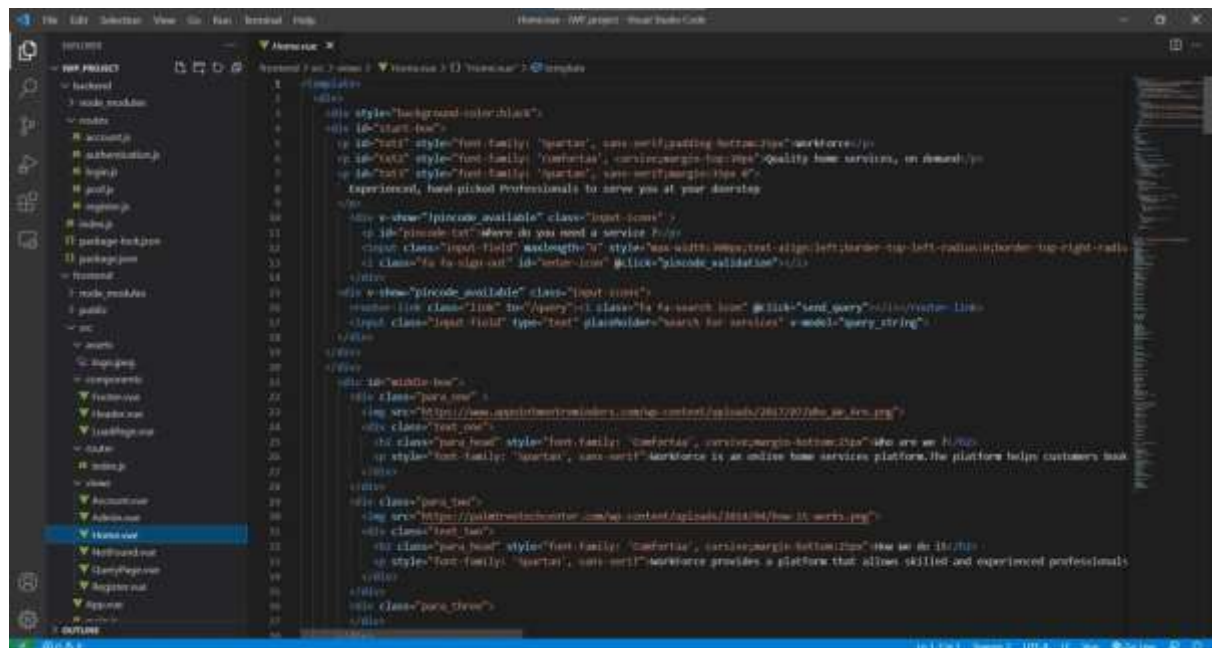 File Edit Selection View Go Run Terminal Help
Home.vue - IWP project - Visual Studio Code
EXPLORER
IWP PROJECT
backend
node_modules
routes
account.js
authentication.js
login.js
register.js
index.js
package-lock.json
package.json
frontend
node_modules
public
src
assets
logo.jpeg
components
Footer.vue
Header.vue
LoadPage.vue
router
index.js
views
Account.vue
Admin.vue
Home.vue
NotFound.vue
QueryPage.vue
Register.vue
App.vue
OUTLINE
Home.vue
frontend > src > views > Home.vue > {} "Home.vue" > template
1 <template>
2 <div>
3 <div style="background-color:black">
4 <div id="start-box">
5 <p id="txt1" style="font-family: 'Spartan', sans-serif;padding-bottom:25px">workforce</p>
6 <p id="txt2" style="font-family: 'Comfortaa', cursive;margin-top:30px">Quality home services, on demand</p>
7 <p id="txt3" style="font-family: 'Spartan', sans-serif;
8 Experienced, hand-picked Professionals to serve you at your doorstep
9 </p>
10 <div v-show="!pincode_available" class="input-icons" >
11 <p id="pincode-txt">Where do you need a service ?</p>
12 <input class="input-field" style="max-width:300px;text-align:left;border-top-left-radius:0;border-top-right-radiu
13 <i class="fa fa-sign-out" id="enter-icon" @click="pincode_validation"></i>
14 </div>
15 <div v-show="pincode_available" class="input-icons">
16 <router-link class="link" to="/query"><i class="fa fa-search icon" @click="send_query"></i></router-link>
17 <input class="input-field" type="text" placeholder="search for services" v-model="query_string">
18 </div>
19 </div>
20 </div>
21 <div id="middle-box">
22 <div class="para_one" >
23 <img src="https://www.appointmentreminders.com/wp-content/uploads/2017/07/Who_We_Are.png">
24 <div class="text_one">
25 <h2 class="para_head" style="font-family: 'Comfortaa', cursive;margin-bottom:25px">Who are we ?</h2>
26 <p style="font-family: 'Spartan', sans-serif">Workforce is an online home services platform.The platform helps customers book
27 </div>
28 </div>
29 <div class="para_two">
30 <img src="https://palmtreetechcenter.com/wp-content/uploads/2018/04/how-it-works.png">
31 <div class="text_two">
32 <h2 class="para_head" style="font-family: 'Comfortaa', cursive;margin-bottom:25px">How we do it</h2>
33 <p style="font-family: 'Spartan', sans-serif">Workforce provides a platform that allows skilled and experienced professionals
34 </div>
35 </div>
36 <div class="para_three">
37 </div>
38